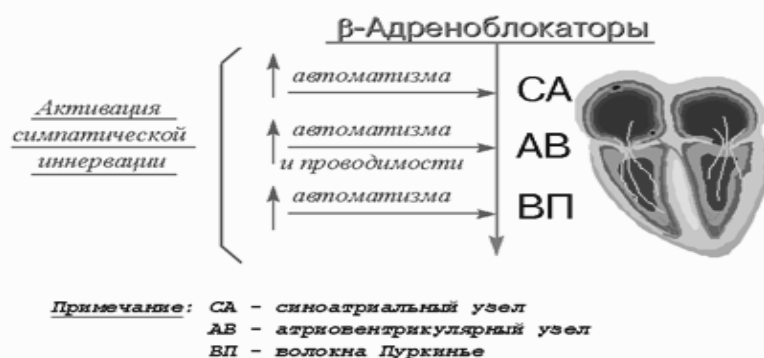 β-Адреноблокаторы
Активация
симпатической
иннервации
автоматизма
СА
автоматизма
и проводимости
АВ
автоматизма
ВП
Примечание: СА - синоатриальный узел
АВ - атриовентрикулярный узел
ВП - волокна Пуркинье